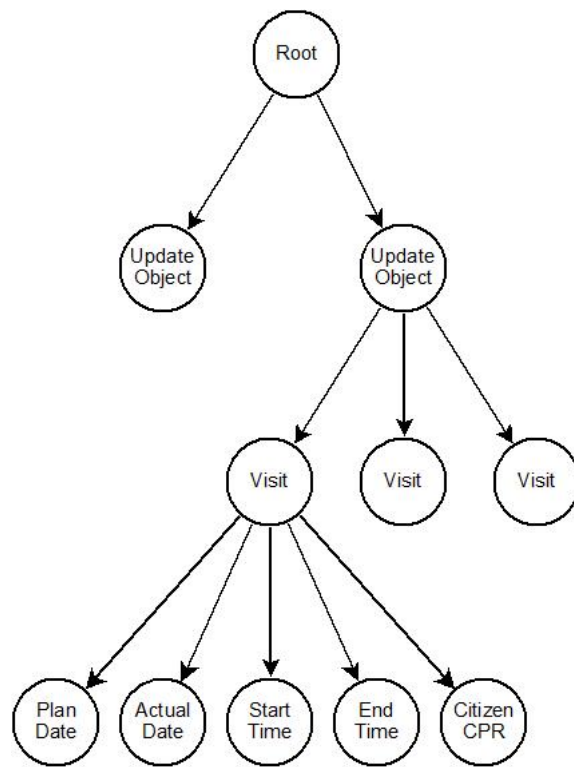 Root
Update
Object
Update
Object
Visit
Visit
Visit
Plan
Date
Actual
Date
Start
Time
End
Time
Citizen
CPR